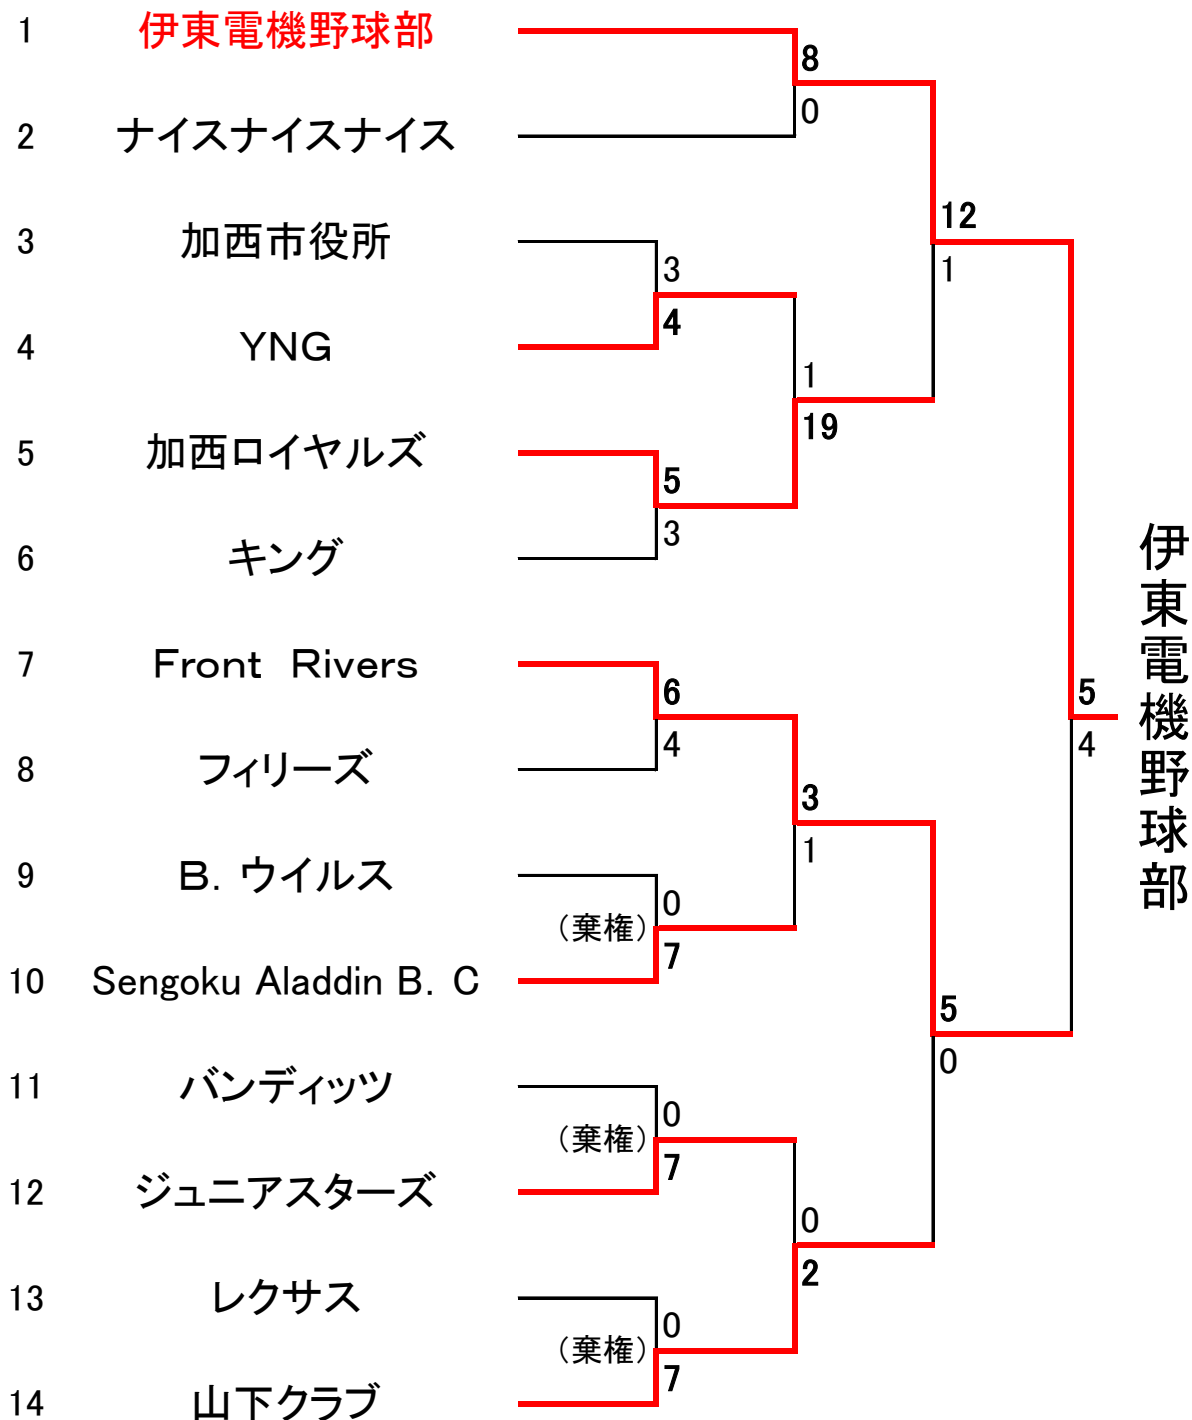 1 伊東電機野球部
8
0
2 ナイスナイスナイス
12
1
3 加西市役所
3
4
4 YNG
1
19
5 加西ロイヤルズ
5
3
6 キング
7 Front Rivers
6
4
8 フィリーズ
3
1
9 B．ウイルス
0
(棄権)
7
10 Sengoku Aladdin B．C
5
0
11 バンディッツ
0
(棄権)
7
12 ジュニアスターズ
0
2
13 レクサス
0
(棄権)
7
14 山下クラブ
5
4
伊東電機野球部